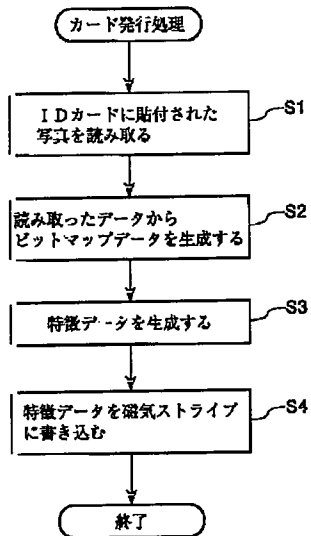 カード発行処理
IDカードに貼付された
写真を読み取る
S1
読み取ったデータから
ビットマップデータを生成する
S2
特徴データを生成する
S3
特徴データを磁気ストライプ
に書き込む
S4
終了